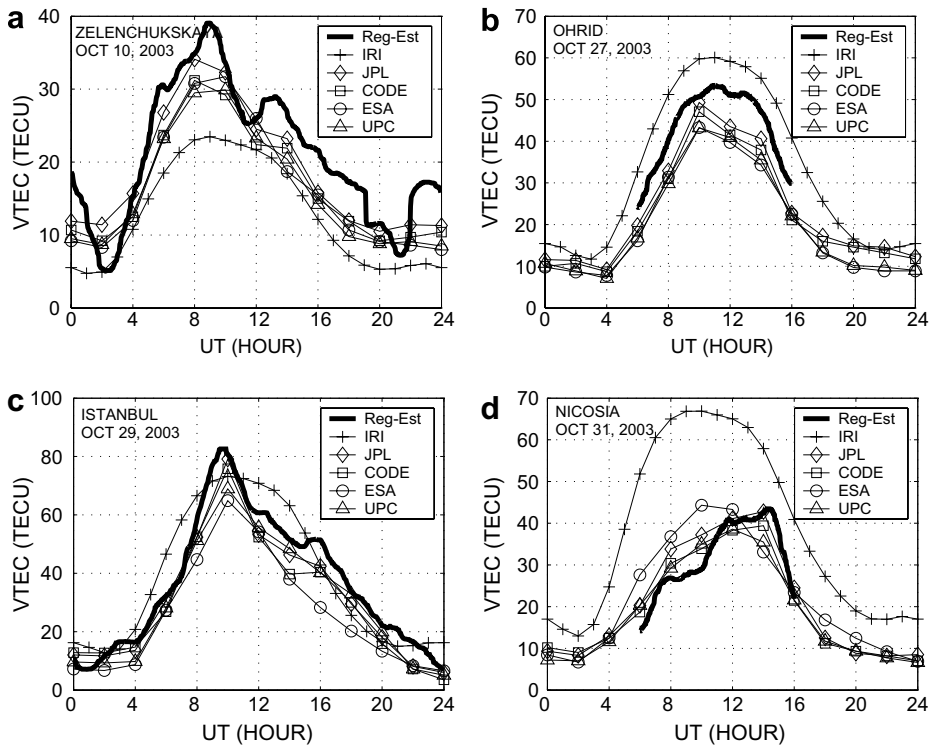 a
ZELENCHUKSKAYA
OCT 10, 2003
Reg-Est
IRI
JPL
CODE
ESA
UPC
VTEC (TECU)
40
30
20
10
0
0 4 8 12 16 20 24
UT (HOUR)
b
OHRID
OCT 27, 2003
Reg-Est
IRI
JPL
CODE
ESA
UPC
VTEC (TECU)
70
60
50
40
30
20
10
0
0 4 8 12 16 20 24
UT (HOUR)
c
ISTANBUL
OCT 29, 2003
Reg-Est
IRI
JPL
CODE
ESA
UPC
VTEC (TECU)
100
80
60
40
20
0
0 4 8 12 16 20 24
UT (HOUR)
d
NICOSIA
OCT 31, 2003
Reg-Est
IRI
JPL
CODE
ESA
UPC
VTEC (TECU)
70
60
50
40
30
20
10
0
0 4 8 12 16 20 24
UT (HOUR)